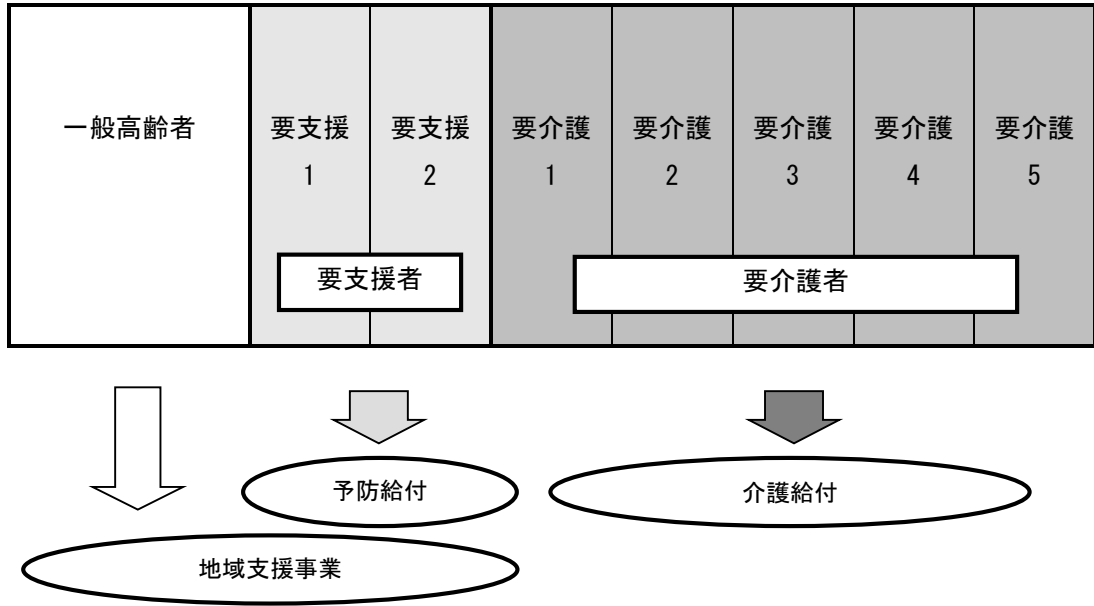 一般高齢者
要支援
1
要支援
2
要介護
1
要介護
2
要介護
3
要介護
4
要介護
5
要支援者
要介護者
予防給付
介護給付
地域支援事業